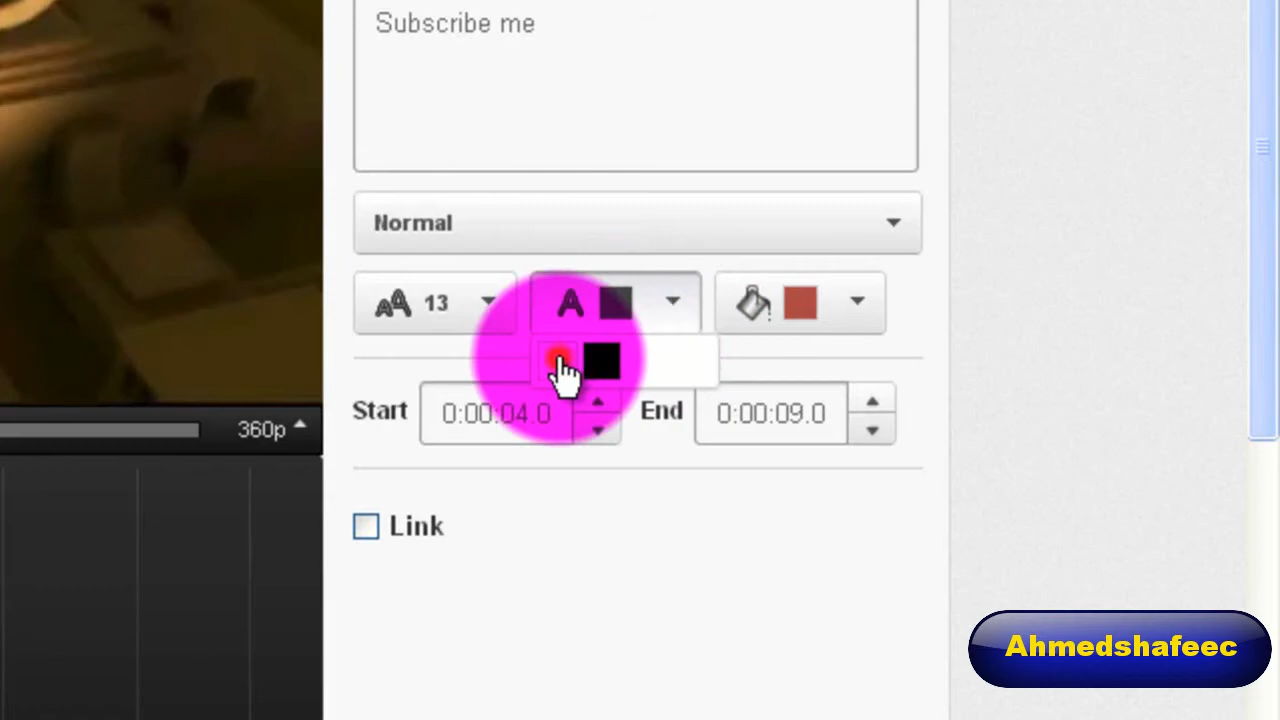 Subscribe me
Normal
13
A
Start 0:00:04.0 End 0:00:09.0
360p
Link
Ahmedshafeec